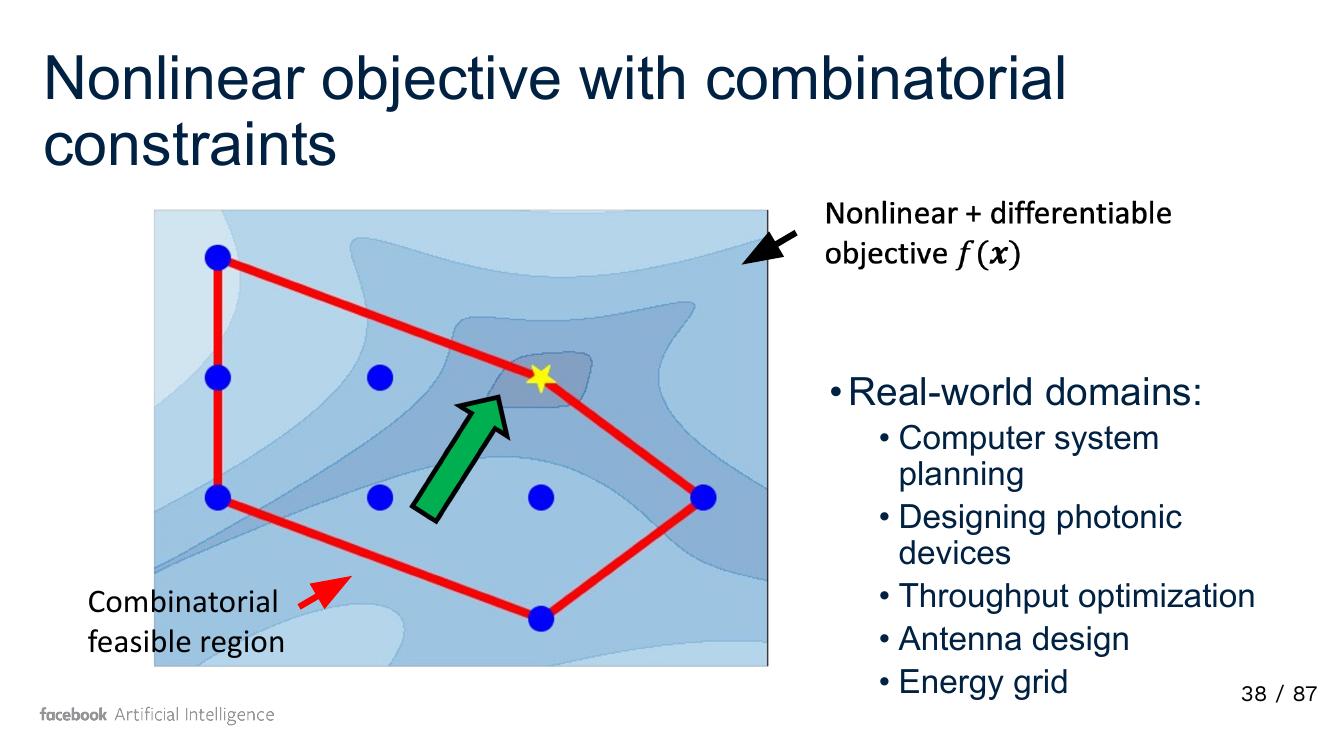 Nonlinear objective with combinatorial
constraints
Nonlinear + differentiable
objective f(x)
•Real-world domains:
• Computer system
planning
• Designing photonic
devices
• Throughput optimization
• Antenna design
• Energy grid
Combinatorial
feasible region
38 / 87
facebook Artificial Intelligence